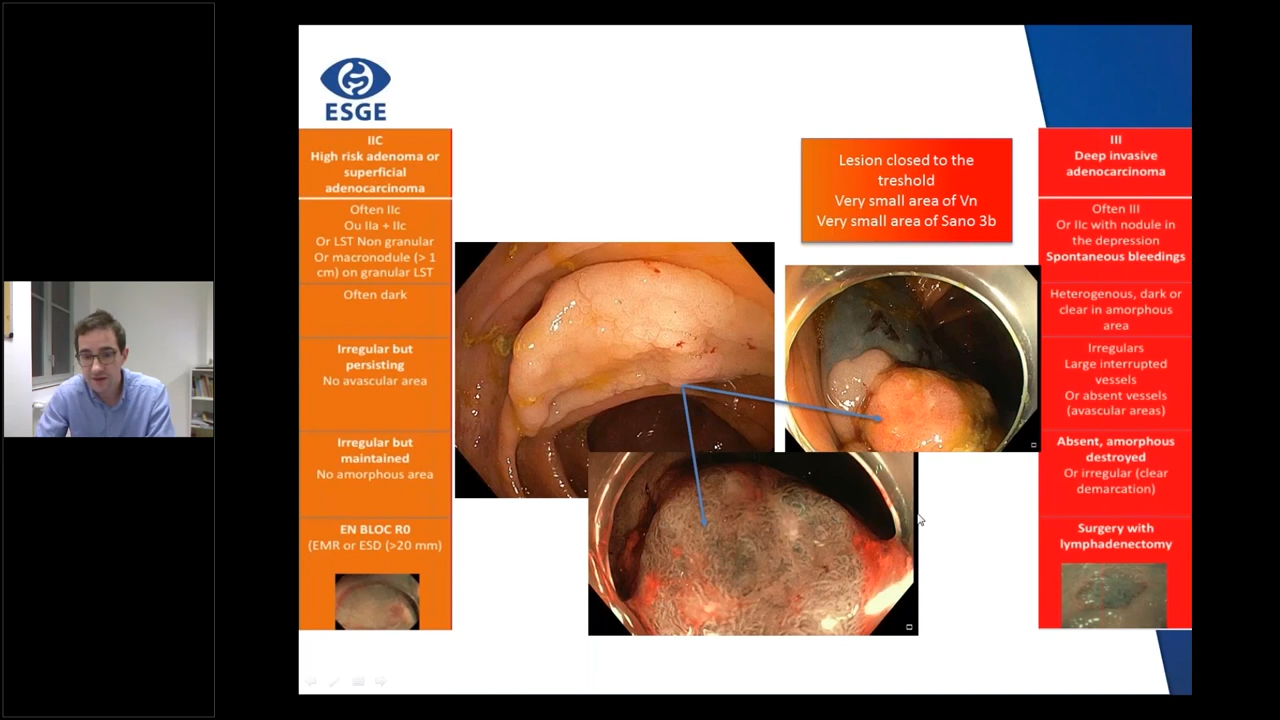 ESGE
IIC
High risk adenoma or
superficial
adenocarcinoma
Often IIc
Ou IIa + IIc
Or LST Non granular
Or macronodule (> 1
cm) on granular LST
Often dark
Irregular but
persisting
No avascular area
Irregular but
maintained
No amorphous area
EN BLOC R0
(EMR or ESD (>20 mm)
Lesion closed to the
treshold
Very small area of Vn
Very small area of Sano 3b
III
Deep invasive
adenocarcinoma
Often III
Or IIc with nodule in
the depression
Spontaneous bleedings
Heterogenous, dark or
clear in amorphous
area
Irregulars
Large interrupted
vessels
Or absent vessels
(avascular areas)
Absent, amorphous
destroyed
Or irregular (clear
demarcation)
Surgery with
lymphadenectomy